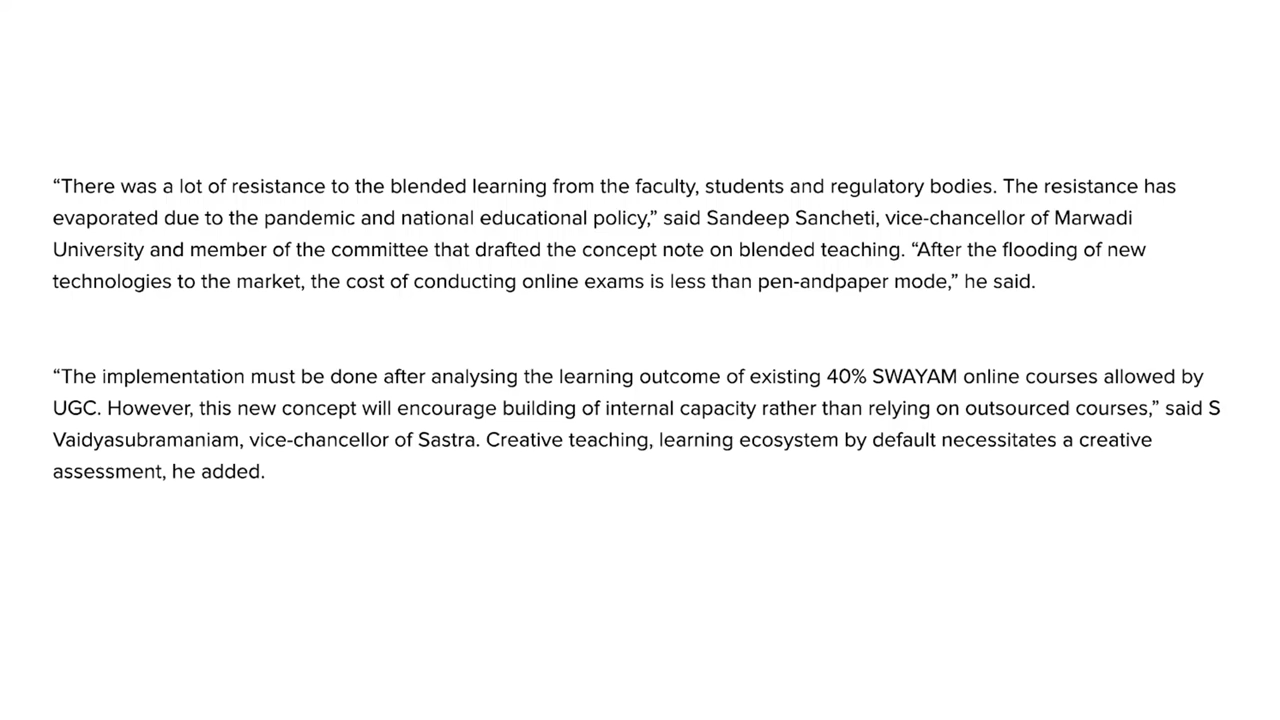 “There was a lot of resistance to the blended learning from the faculty, students and regulatory bodies. The resistance has
evaporated due to the pandemic and national educational policy,” said Sandeep Sancheti, vice-chancellor of Marwadi
University and member of the committee that drafted the concept note on blended teaching. “After the flooding of new
technologies to the market, the cost of conducting online exams is less than pen-andpaper mode,” he said.
“The implementation must be done after analysing the learning outcome of existing 40% SWAYAM online courses allowed by
UGC. However, this new concept will encourage building of internal capacity rather than relying on outsourced courses,” said S
Vaidyasubramaniam, vice-chancellor of Sastra. Creative teaching, learning ecosystem by default necessitates a creative
assessment, he added.